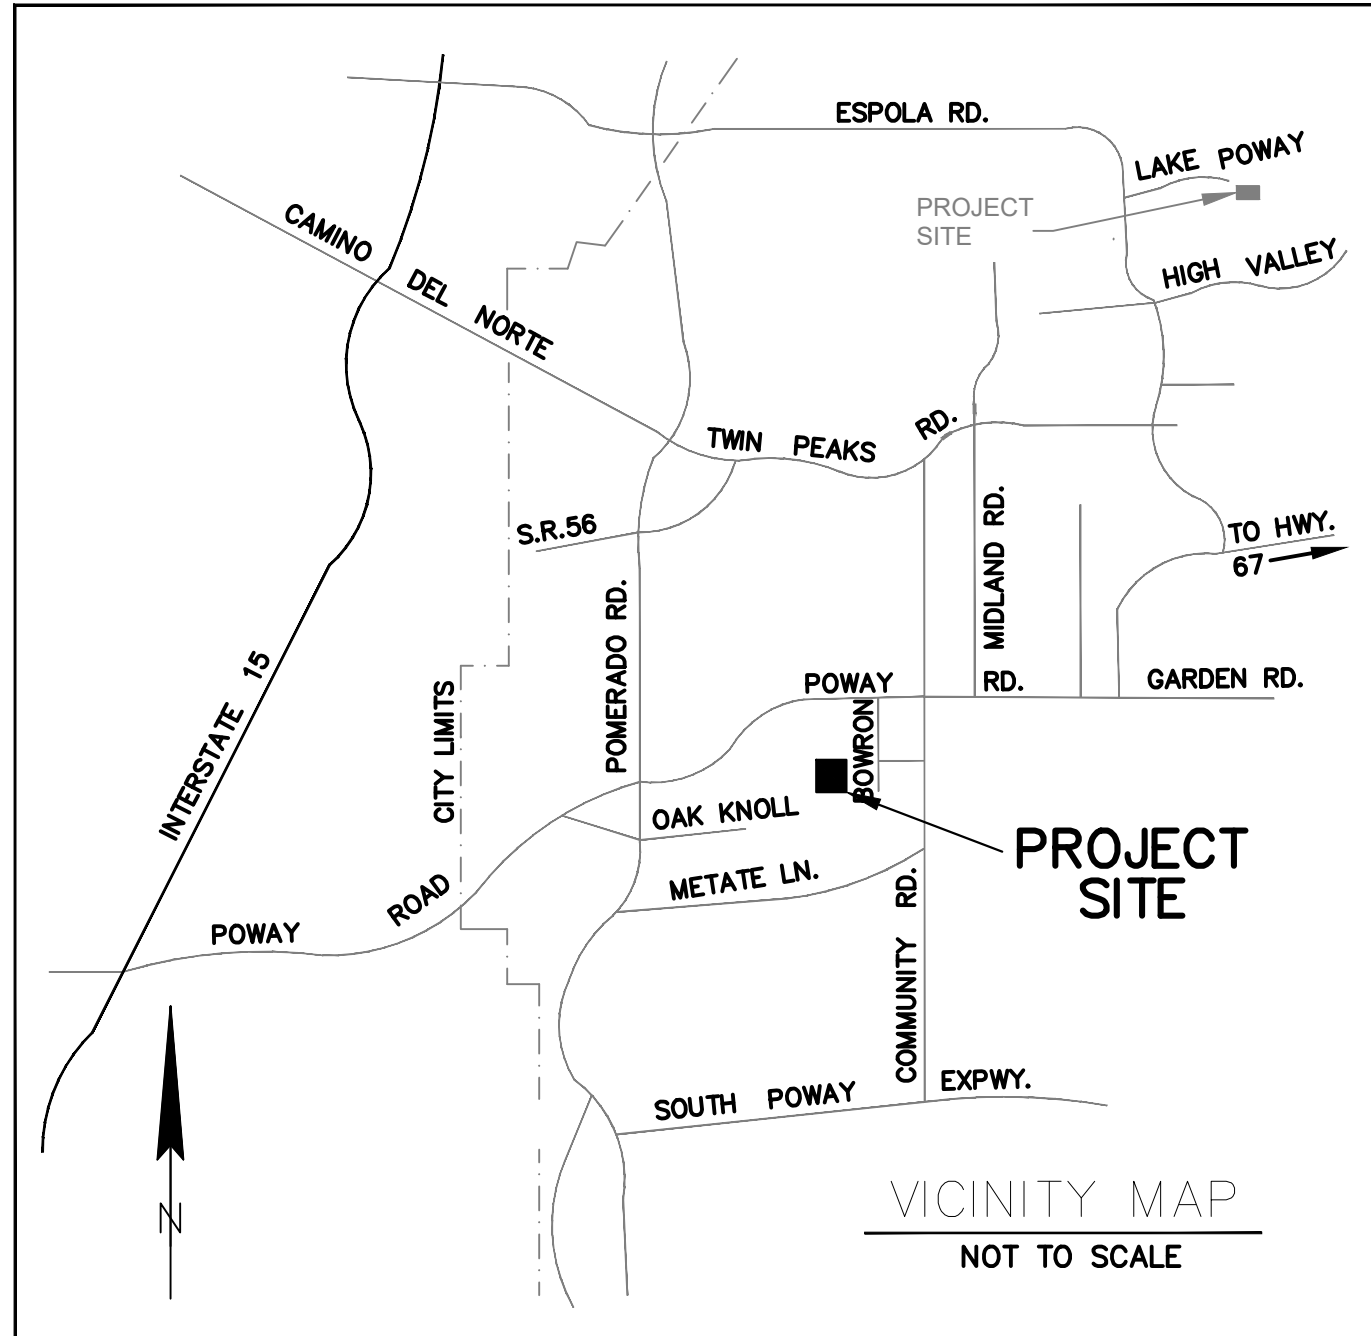 ESPOLA RD.
LAKE POWAY
PROJECT
SITE
CAMINO DEL NORTE
HIGH VALLEY
TWIN PEAKS RD.
S.R.56
MIDLAND RD.
TO HWY.
67
POMERADO RD.
INTERSTATE 15
CITY LIMITS
POWAY RD.
GARDEN RD.
BOWRON
OAK KNOLL
PROJECT
SITE
METATE LN.
POWAY ROAD
COMMUNITY RD.
SOUTH POWAY EXPWY.
N
VICINITY MAP
NOT TO SCALE